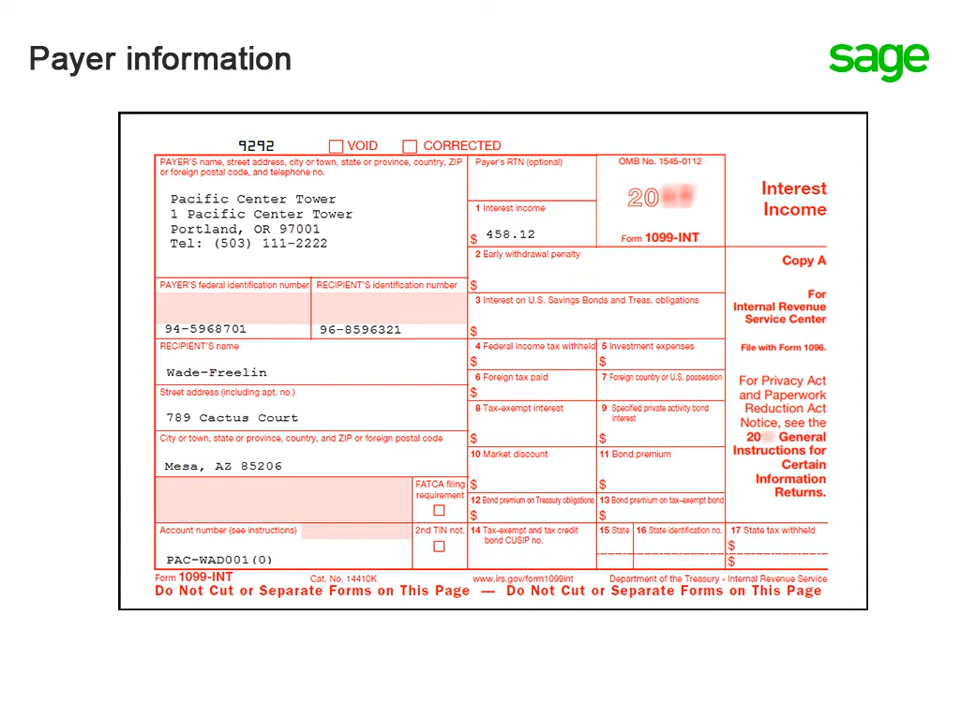 Payer information
sage
9292
VOID
CORRECTED
PAYER'S name, street address, city or town, state or province, country, ZIP
or foreign postal code, and telephone no.
Pacific Center Tower
1 Pacific Center Tower
Portland, OR 97001
Tel: (503) 111-2222
Payer's RTN (optional)
OMB No. 1545-0112
20
Form 1099-INT
Interest
Income
1 Interest income
$ 458.12
2 Early withdrawal penalty
$
Copy A
For
Internal Revenue
Service Center
File with Form 1096.
PAYER'S federal identification number
94-5968701
RECIPIENT'S identification number
96-8596321
3 Interest on U.S. Savings Bonds and Treas. obligations
$
RECIPIENT'S name
Wade-Freelin
4 Federal income tax withheld
$
5 Investment expenses
$
6 Foreign tax paid
$
7 Foreign country or U.S. possession
For Privacy Act
and Paperwork
Reduction Act
Notice, see the
20 General
Instructions for
Certain
Information
Returns.
Street address (including apt. no.)
789 Cactus Court
8 Tax-exempt interest
$
9 Specified private activity bond
interest
$
City or town, state or province, country, and ZIP or foreign postal code
Mesa, AZ 85206
10 Market discount
$
11 Bond premium
$
FATCA filing
requirement
12 Bond premium on Treasury obligations
$
13 Bond premium on tax-exempt bond
$
Account number (see instructions)
PAC-WAD001(0)
2nd TIN not.
14 Tax-exempt and tax credit
bond CUSIP no.
15 State
16 State identification no.
17 State tax withheld
$
$
Form 1099-INT
Cat. No. 14410K
www.irs.gov/form1099int
Department of the Treasury - Internal Revenue Service
Do Not Cut or Separate Forms on This Page — Do Not Cut or Separate Forms on This Page